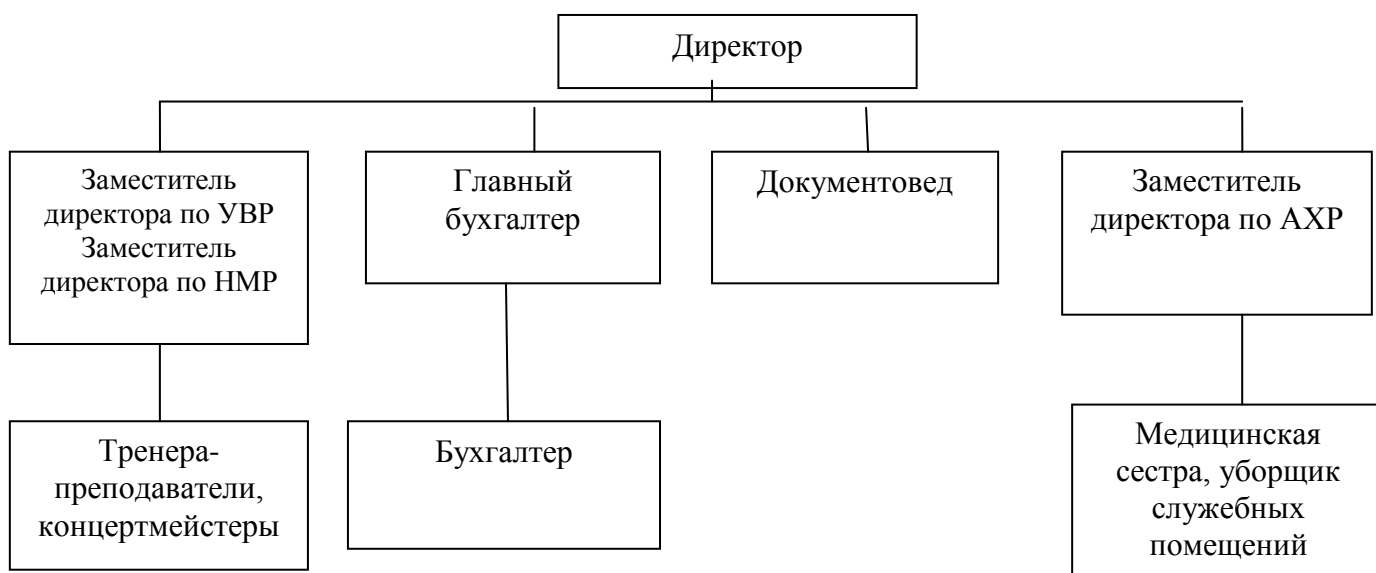 Директор
Заместитель
директора по УВР
Заместитель
директора по НМР
Главный
бухгалтер
Документовед
Заместитель
директора по АХР
Тренера-
преподаватели,
концертмейстеры
Бухгалтер
Медицинская
сестра, уборщик
служебных
помещений